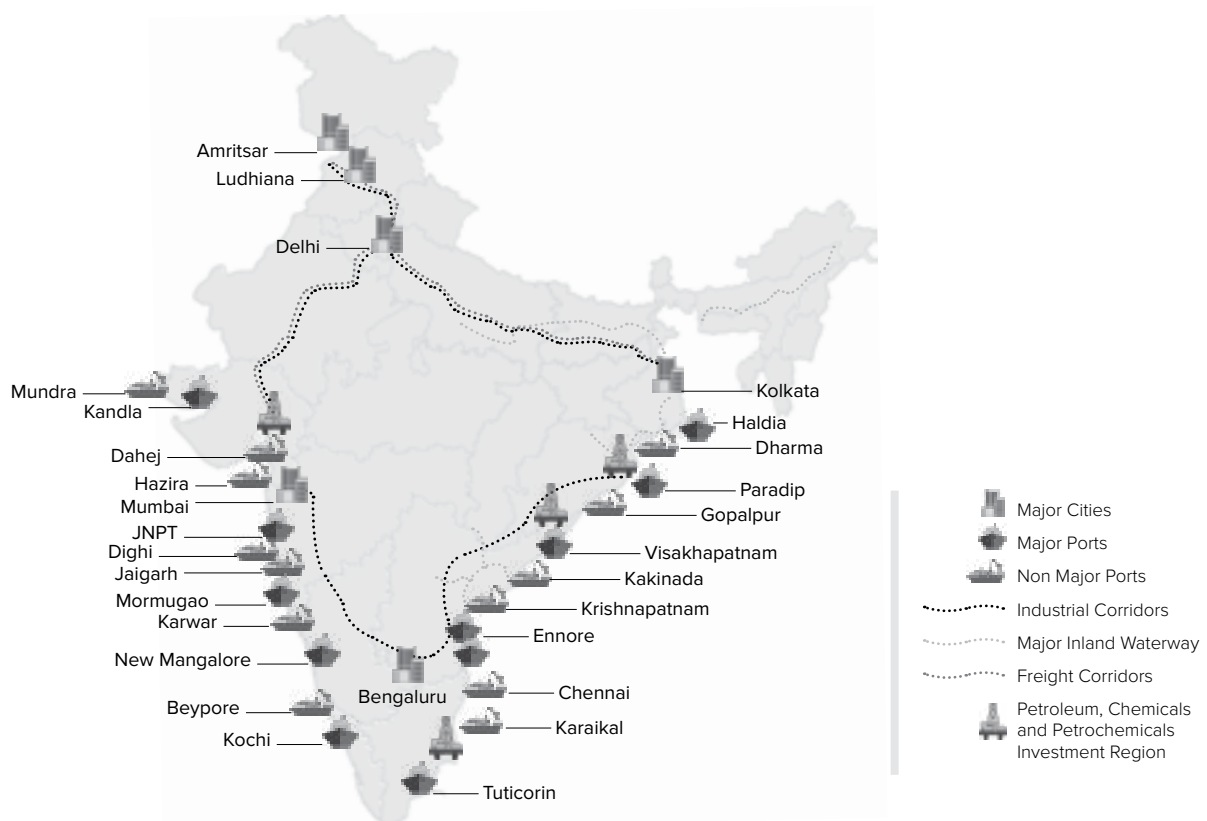 Amritsar
Ludhiana
Delhi
Mundra
Kandla
Kolkata
Haldia
Dahej
Dharma
Hazira
Mumbai
Paradip
Gopalpur
JNPT
Dighi
Jaigarh
Visakhapatnam
Kakinada
Mormugao
Karwar
Krishnapatnam
Ennore
New Mangalore
Bengaluru
Chennai
Beypore
Karaikal
Kochi
Tuticorin
Major Cities
Major Ports
Non Major Ports
Industrial Corridors
Major Inland Waterway
Freight Corridors
Petroleum, Chemicals
and Petrochemicals
Investment Region